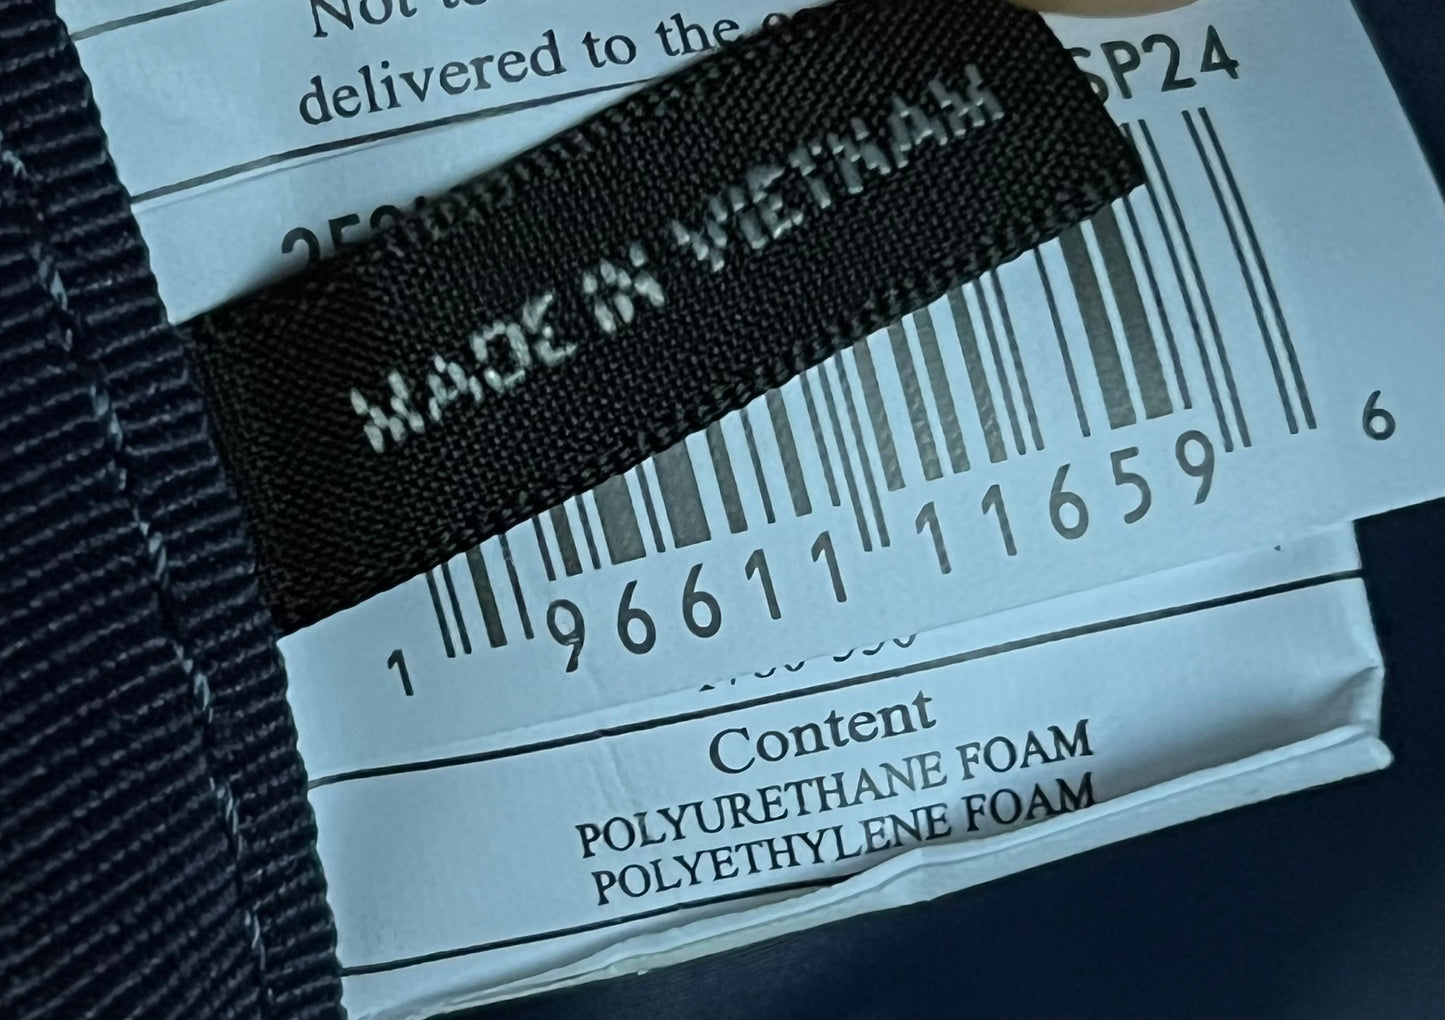 delivered to the
SP24
MADE IN VIETNAM
1 96611 11659 6
Content
POLYURETHANE FOAM
POLYETHYLENE FOAM